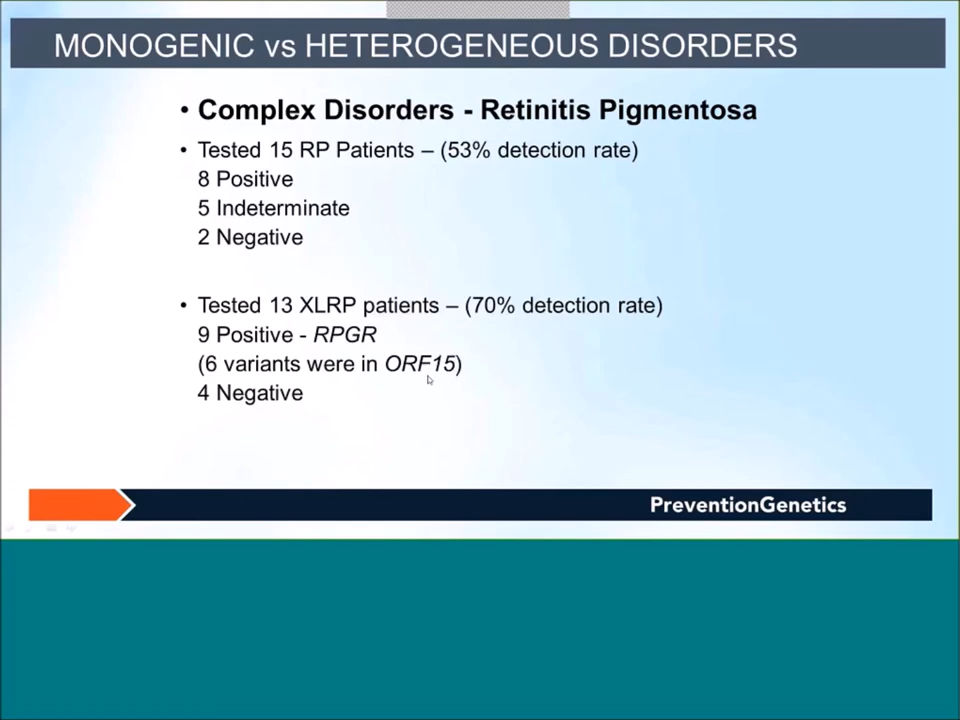 MONOGENIC vs HETEROGENEOUS DISORDERS
• Complex Disorders - Retinitis Pigmentosa
• Tested 15 RP Patients – (53% detection rate)
8 Positive
5 Indeterminate
2 Negative
• Tested 13 XLRP patients – (70% detection rate)
9 Positive - RPGR
(6 variants were in ORF15)
4 Negative
PreventionGenetics